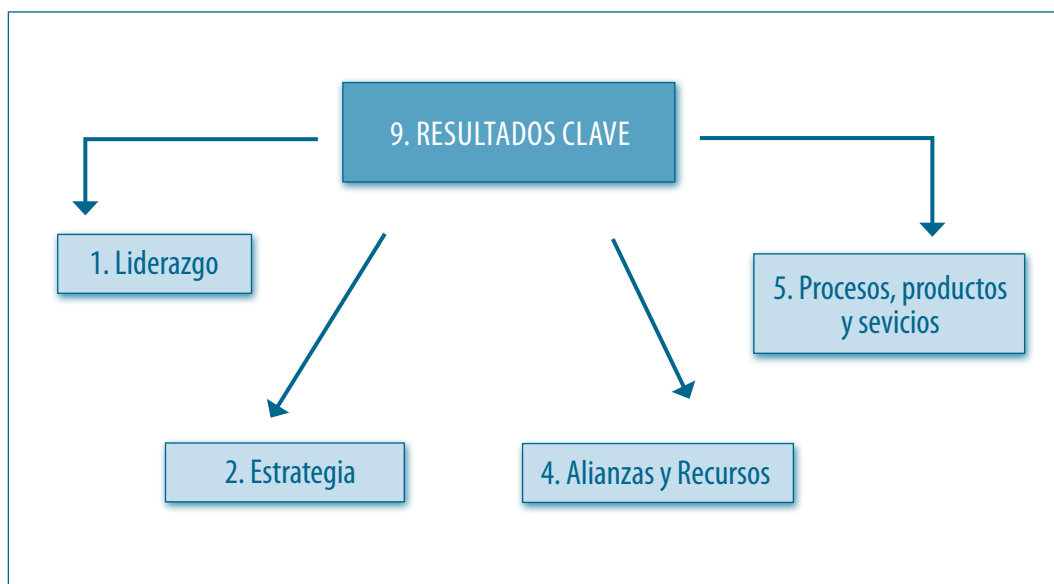 9. RESULTADOS CLAVE
1. Liderazgo
5. Procesos, productos
y sevicios
2. Estrategia
4. Alianzas y Recursos